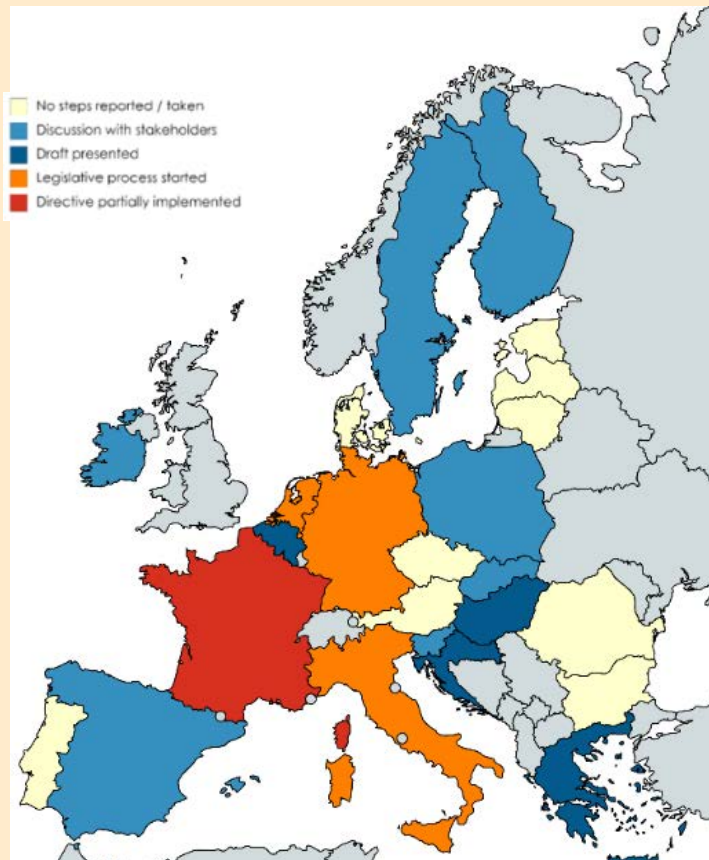 No steps reported / taken
Discussion with stakeholders
Draft presented
Legislative process started
Directive partially implemented